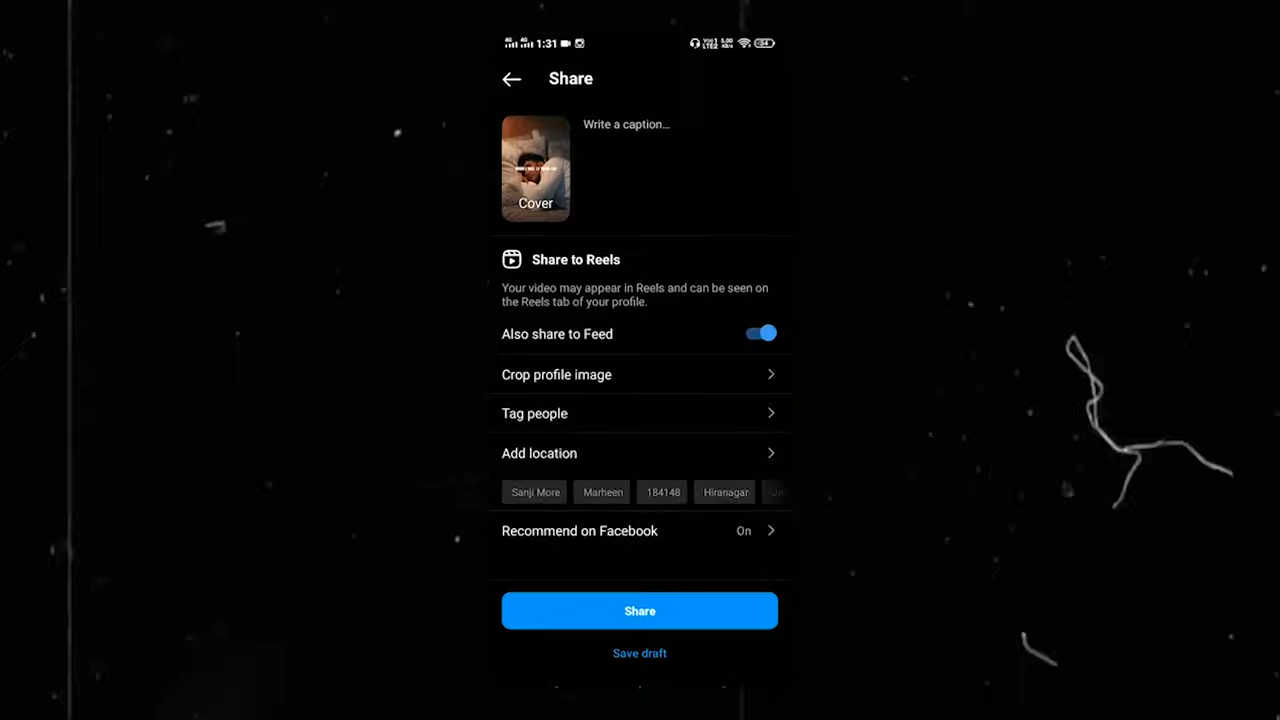 1:31
Share
Write a caption...
Cover
Share to Reels
Your video may appear in Reels and can be seen on
the Reels tab of your profile.
Also share to Feed
Crop profile image
Tag people
Add location
Sanji More Marheen 184148 Hiranagar
Recommend on Facebook On
Share
Save draft